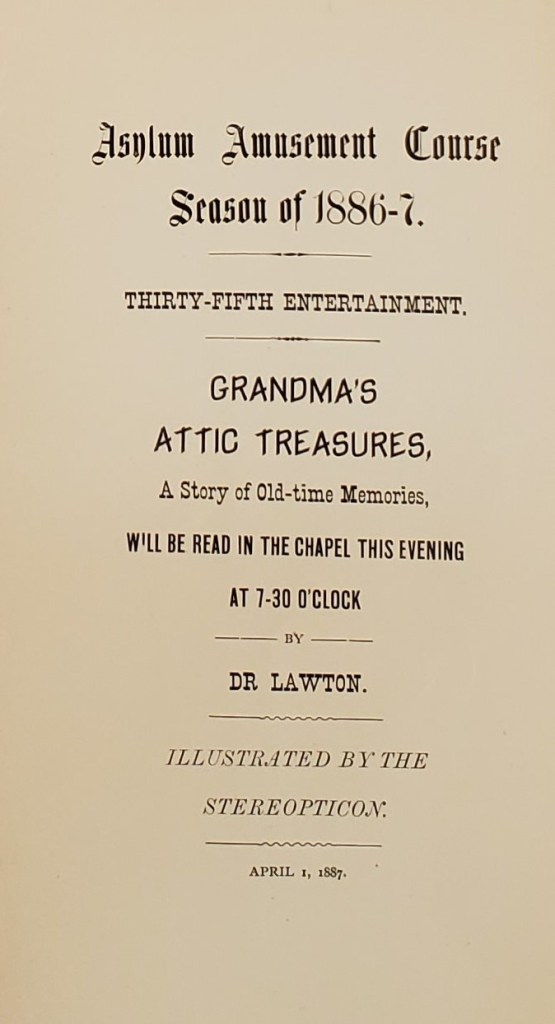 Asylum Amusement Course
Season of 1886-7.
THIRTY-FIFTH ENTERTAINMENT.
GRANDMA'S
ATTIC TREASURES,
A Story of Old-time Memories,
WILL BE READ IN THE CHAPEL THIS EVENING
AT 7-30 O'CLOCK
BY
DR LAWTON.
ILLUSTRATED BY THE
STEREOPTICON.
APRIL 1, 1887.